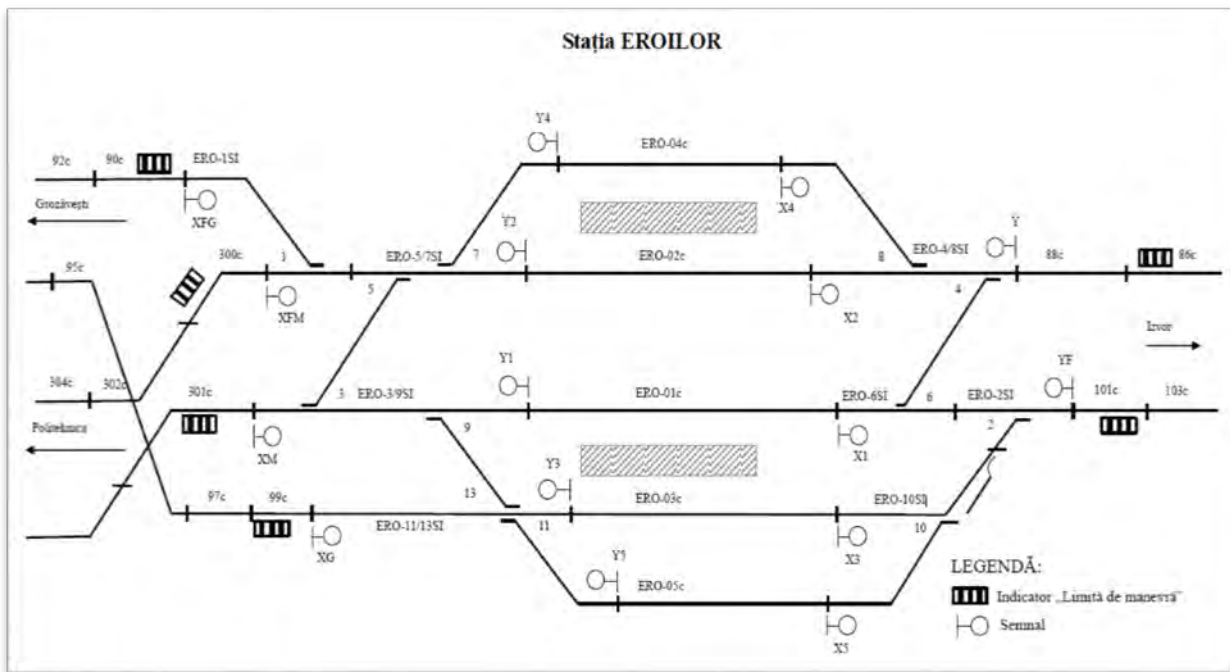 Stația EROILOR
Y4
ERO-04c
92c
90c
ERO-1SI
Grozăvești
XFG
X4
Y2
Y
300c
1
ERO-5/7SI
7
ERO-02c
8
ERO-4/8SI
88c
86c
95c
5
4
XFM
X2
Izvor
Y1
YF
304c
302c
301c
3
ERO-3/9SI
ERO-01c
ERO-6SI
6
ERO-2SI
101c
103c
Politehnica
9
2
XM
X1
Y3
13
97c
99c
ERO-03c
ERO-10SI
ERO-11/13SI
11
10
XG
X3
Y5
LEGENDĂ:
ERO-05c
Indicator „Limită de manevră”
Semnal
X5